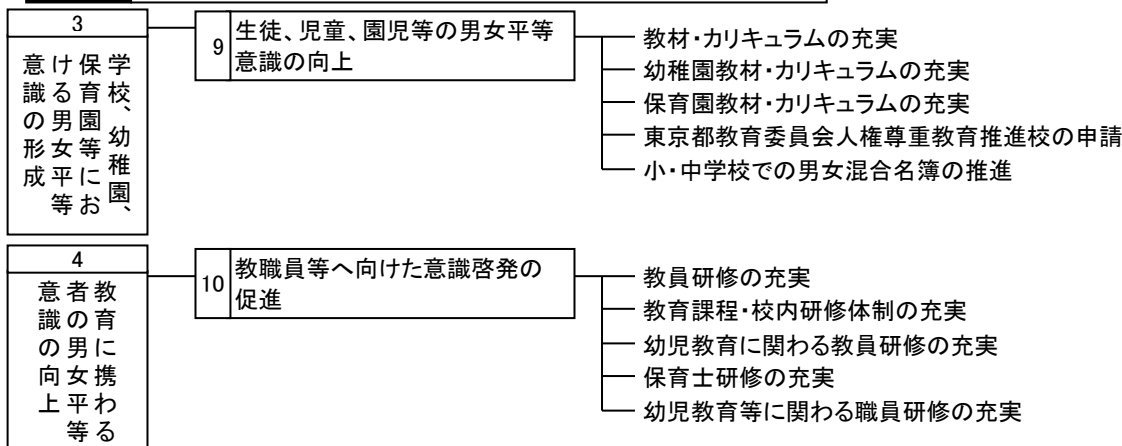 3
学校、幼稚園、
保育園等にお
ける男女平等
意識の形成
9
生徒、児童、園児等の男女平等
意識の向上
教材・カリキュラムの充実
幼稚園教材・カリキュラムの充実
保育園教材・カリキュラムの充実
東京都教育委員会人権尊重教育推進校の申請
小・中学校での男女混合名簿の推進
4
教育に携わる
者の男女平等
意識の向上
10
教職員等へ向けた意識啓発の
促進
教員研修の充実
教育課程・校内研修体制の充実
幼児教育に関わる教員研修の充実
保育士研修の充実
幼児教育等に関わる職員研修の充実